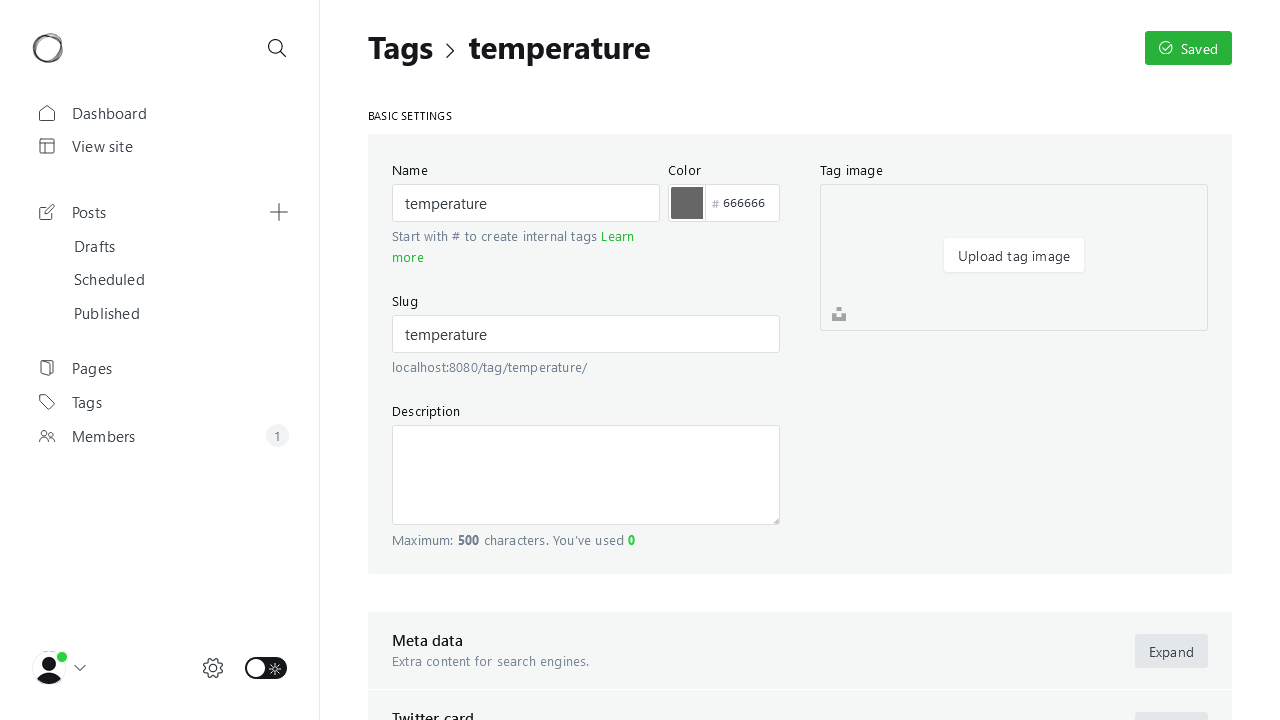 Tags > temperature
Saved
Dashboard
View site
Posts
Drafts
Scheduled
Published
Pages
Tags
Members
1
BASIC SETTINGS
Name
temperature
Start with # to create internal tags Learn
more
Color
# 666666
Slug
temperature
localhost:8080/tag/temperature/
Description
Maximum: 500 characters. You've used 0
Tag image
Upload tag image
Meta data
Extra content for search engines.
Expand
Twitter card